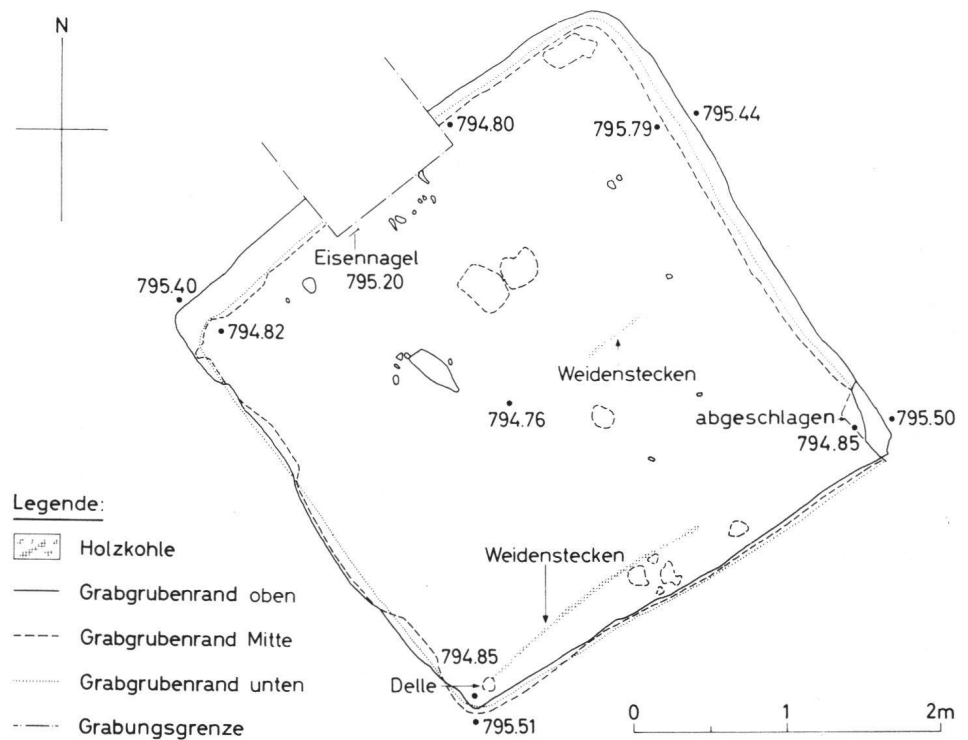 N
794.80
795.79
795.44
Eisennagel
795.20
795.40
794.82
Weidenstecken
794.76
abgeschlagen
795.50
794.85
Legende:
Holzkohle
Grabgrubenrand oben
Grabgrubenrand Mitte
Grabgrubenrand unten
Grabungsgrenze
Weidenstecken
794.85
Delle
795.51
0 1 2m